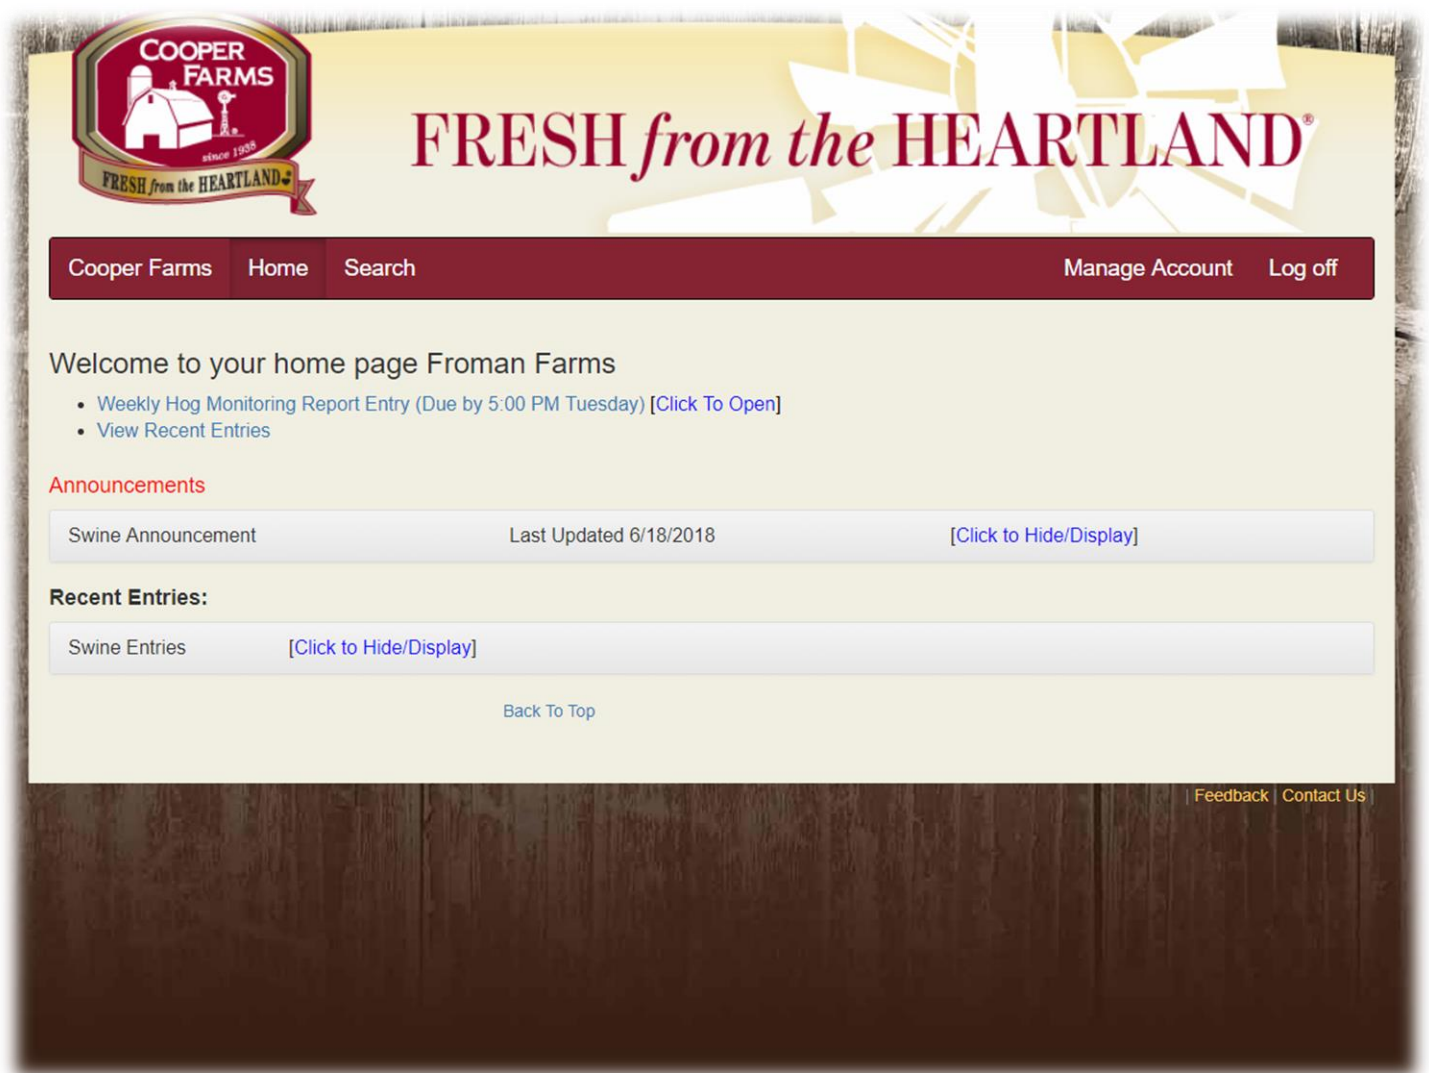 COOPER
FARMS
since 1938
FRESH from the HEARTLAND
FRESH from the HEARTLAND®
Cooper Farms Home Search Manage Account Log off
Welcome to your home page Froman Farms
• Weekly Hog Monitoring Report Entry (Due by 5:00 PM Tuesday) [Click To Open]
• View Recent Entries
Announcements
Swine Announcement Last Updated 6/18/2018 [Click to Hide/Display]
Recent Entries:
Swine Entries [Click to Hide/Display]
Back To Top
| Feedback | Contact Us |